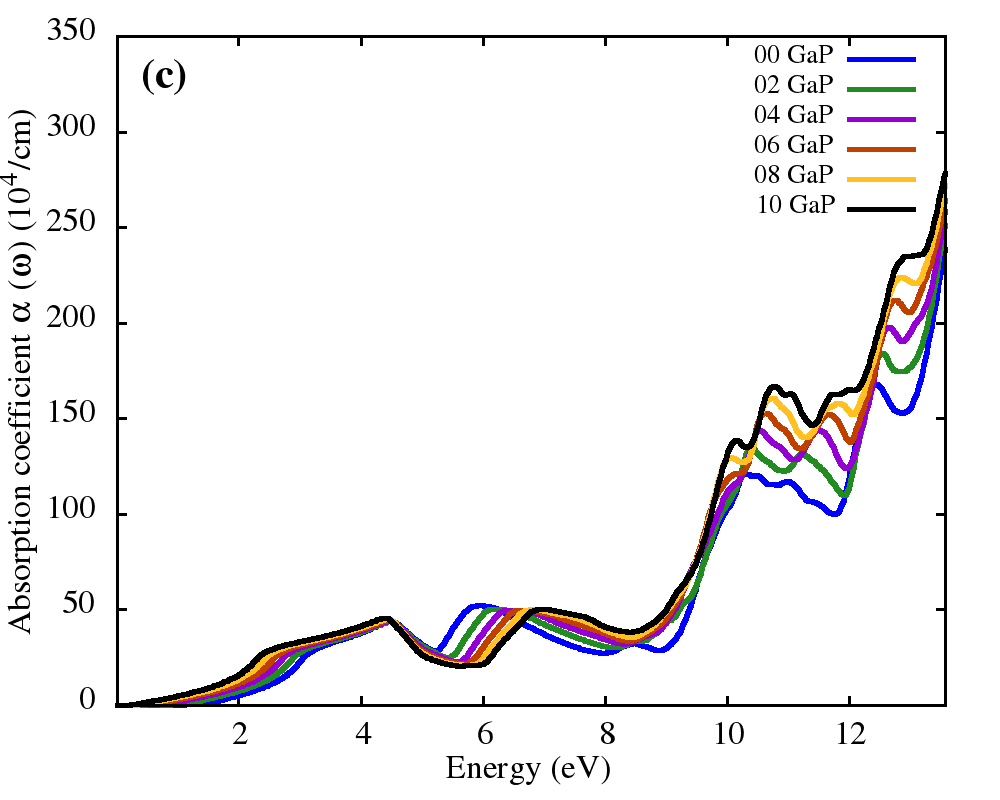 (c)
00 GaP
02 GaP
04 GaP
06 GaP
08 GaP
10 GaP
350
300
250
200
150
100
50
0
Absorption coefficient α (ω) (10⁴/cm)
2 4 6 8 10 12
Energy (eV)